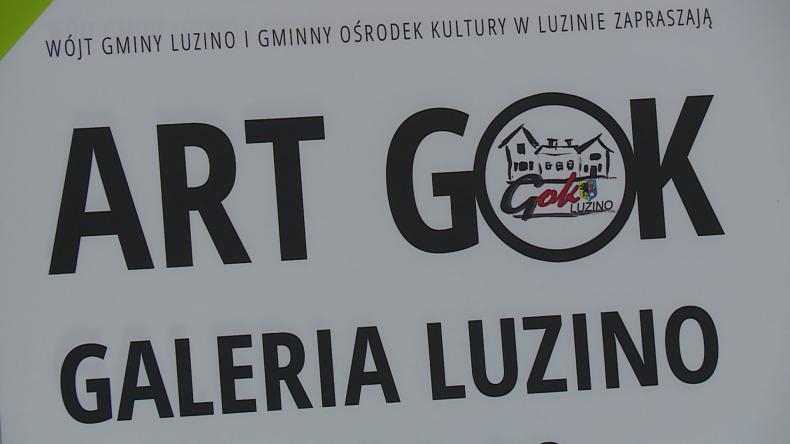 WÓJT GMINY LUZINO I GMINNY OŚRODEK KULTURY W LUZINIE ZAPRASZAJĄ
ART GOK
Gok
LUZINO
GALERIA LUZINO